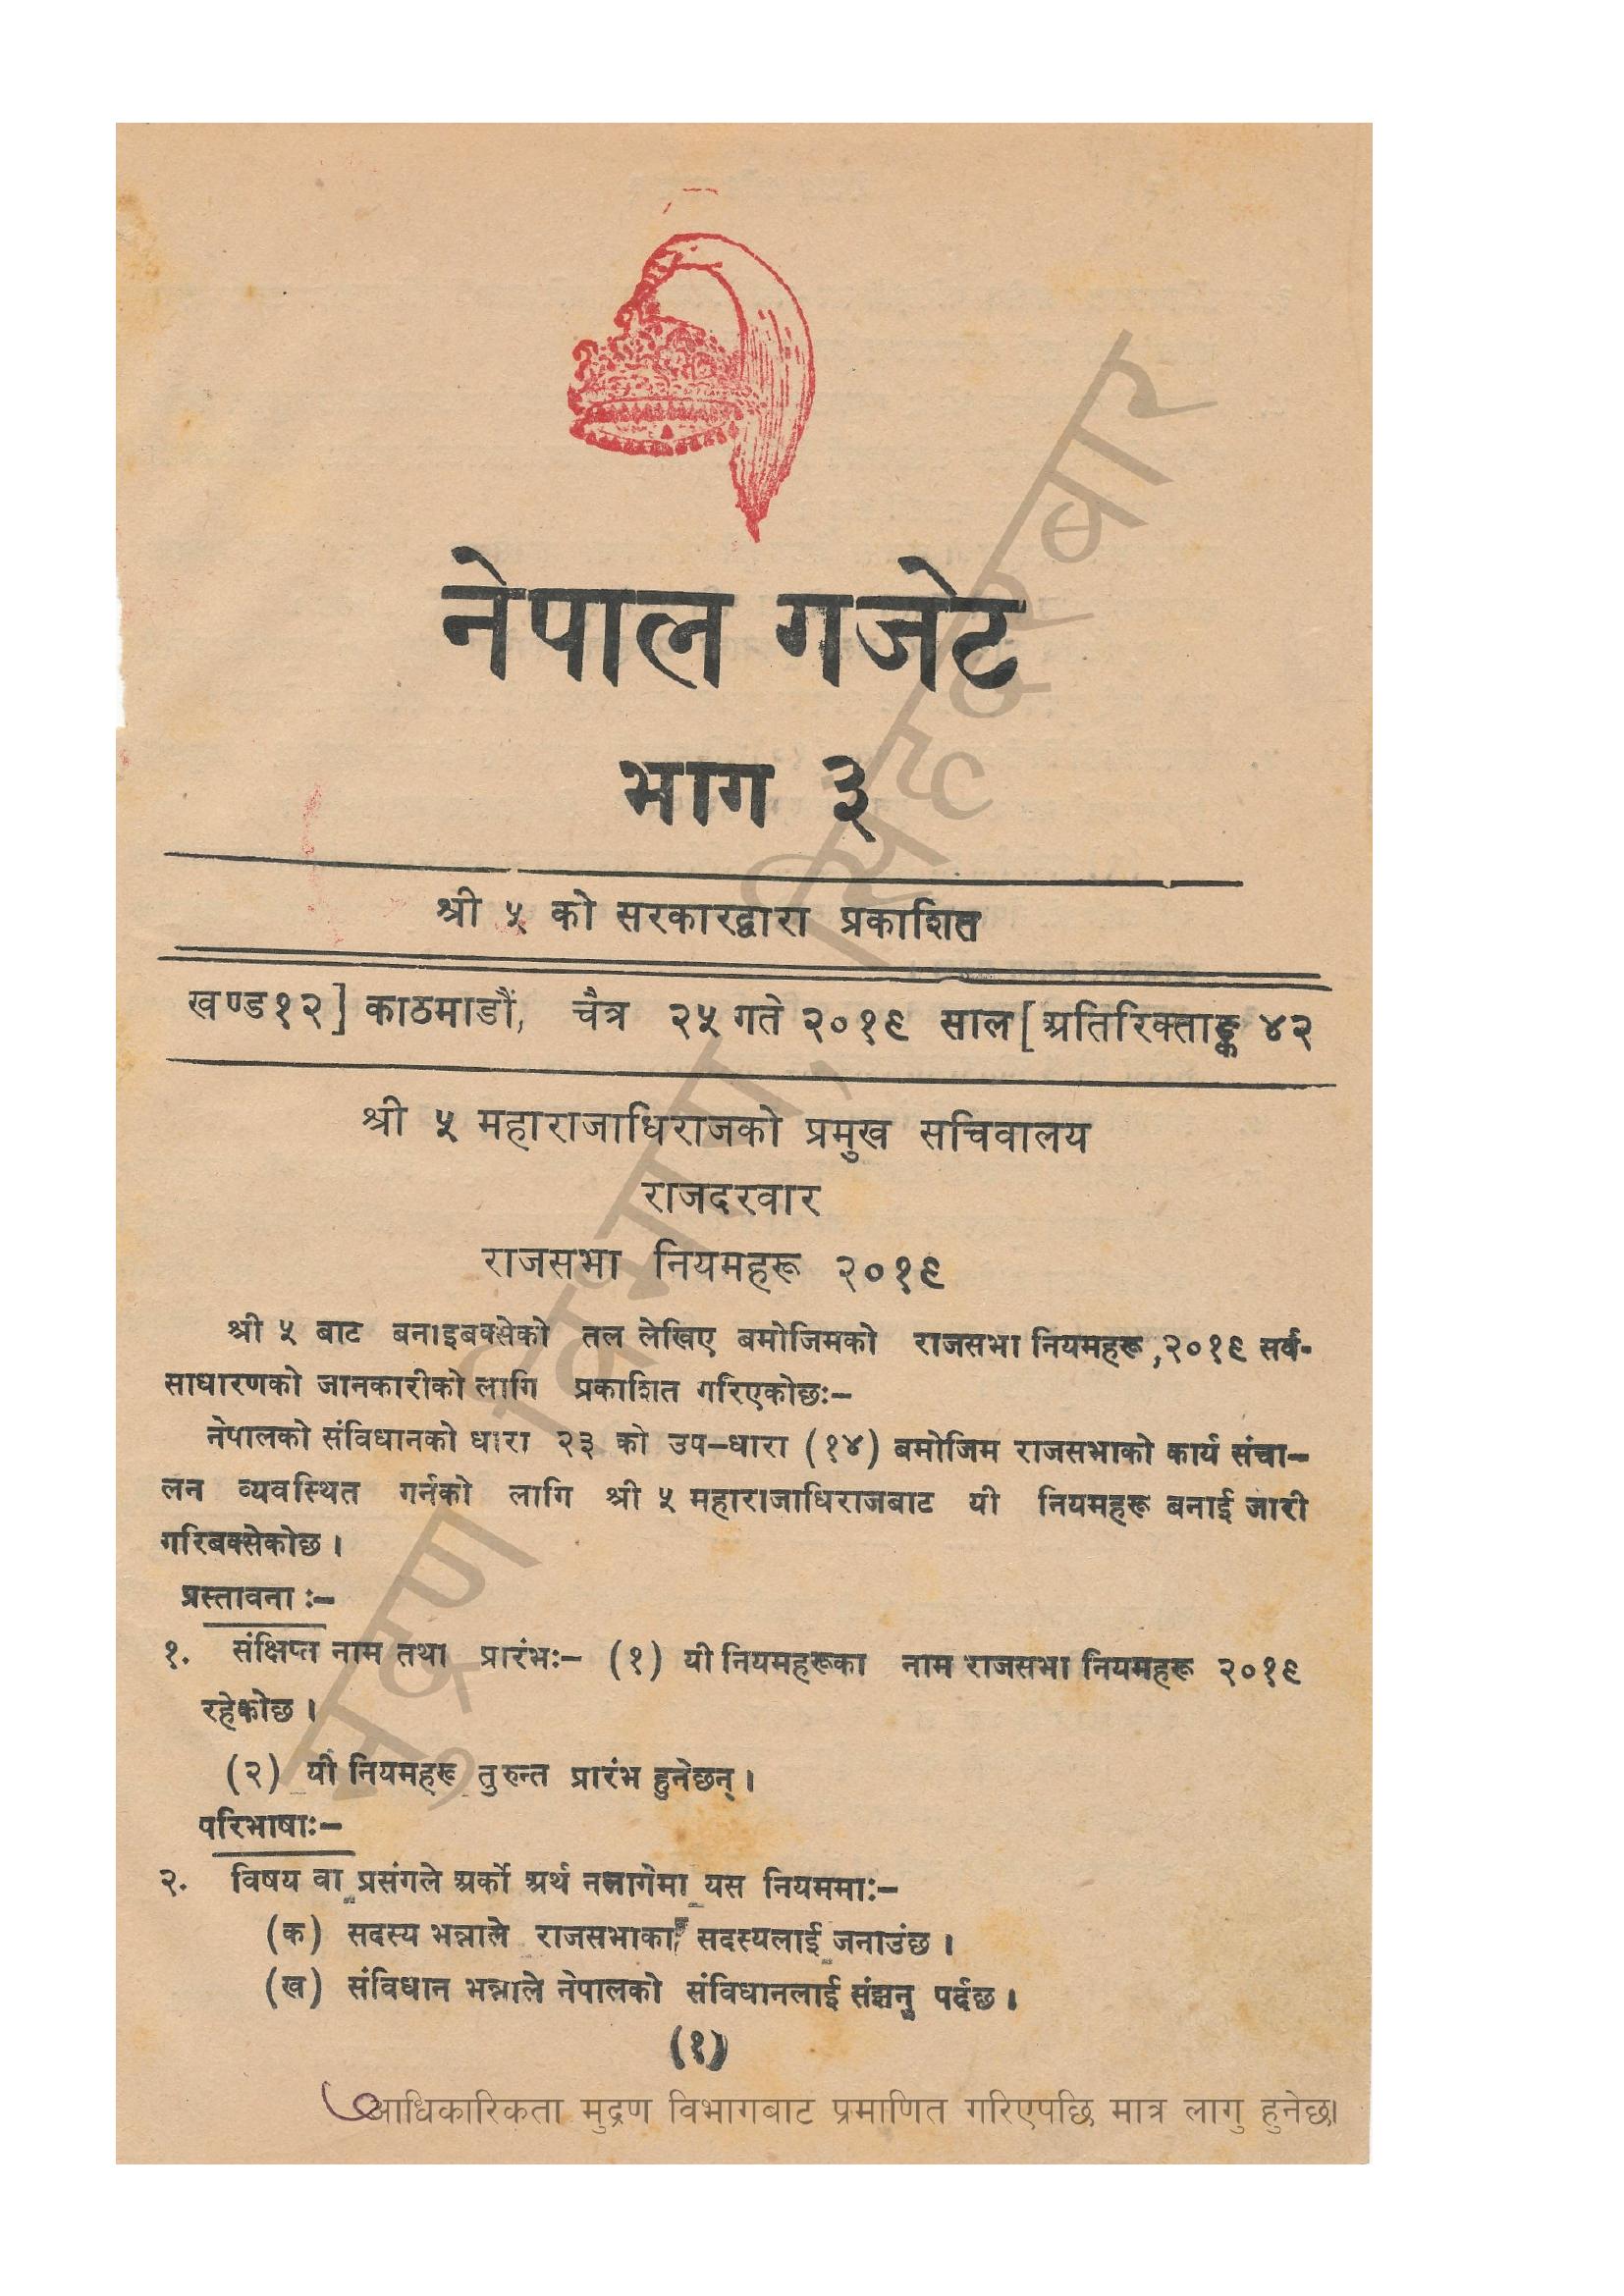 नेपाल गजेट
भाग ३
श्री ५ को सरकारद्वारा प्रकाशित
खण्ड१२] काठमाडौं, चैत्र २५ गते २०१९ साल [ अतिरिक्ताङ्क ४२
श्री ५ महाराजाधिराजको प्रमुख सचिवालय
राजदरवार
राजसभा नियमहरू २०१९
श्री ५ बाट बनाइबक्सेको तल लेखिए बमोजिमको राजसभा नियमहरू,२०१९ सर्व-
साधारणको जानकारीको लागि प्रकाशित गरिएकोछः–
नेपालको संविधानको धारा २३ को उप–धारा (१४) बमोजिम राजसभाको कार्य संचा–
लन व्यवस्थित गर्नको लागि श्री ५ महाराजाधिराजबाट यी नियमहरू बनाई जारी
गरिबक्सेकोछ ।
प्रस्तावना :–
१. संक्षिप्त नाम तथा प्रारंभः– (१) यी नियमहरूका नाम राजसभा नियमहरू २०१९
रहेकोछ ।
(२) यी नियमहरू तुरुन्त प्रारंभ हुनेछन् ।
परिभाषाः–
२. विषय वा प्रसंगले अर्को अर्थ नलागेमा यस नियममाः–
(क) सदस्य भन्नाले राजसभाका सदस्यलाई जनाउंछ ।
(ख) संविधान भन्नाले नेपालको संविधानलाई संझनु पर्दछ ।
(१)
आधिकारिकता मुद्रण विभागबाट प्रमाणित गरिएपछि मात्र लागु हुनेछ।
मुद्रण विभाग, सिंहदरबार